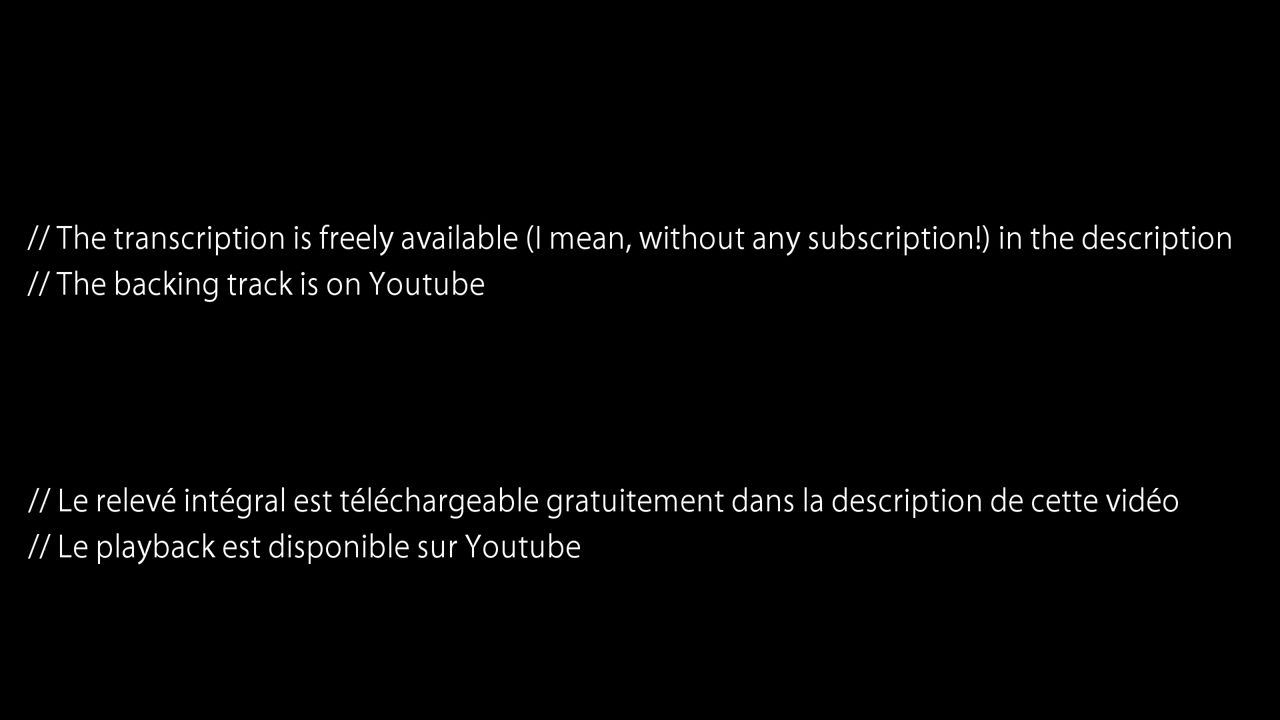 // The transcription is freely available (I mean, without any subscription!) in the description
// The backing track is on Youtube
// Le relevé intégral est téléchargeable gratuitement dans la description de cette vidéo
// Le playback est disponible sur Youtube